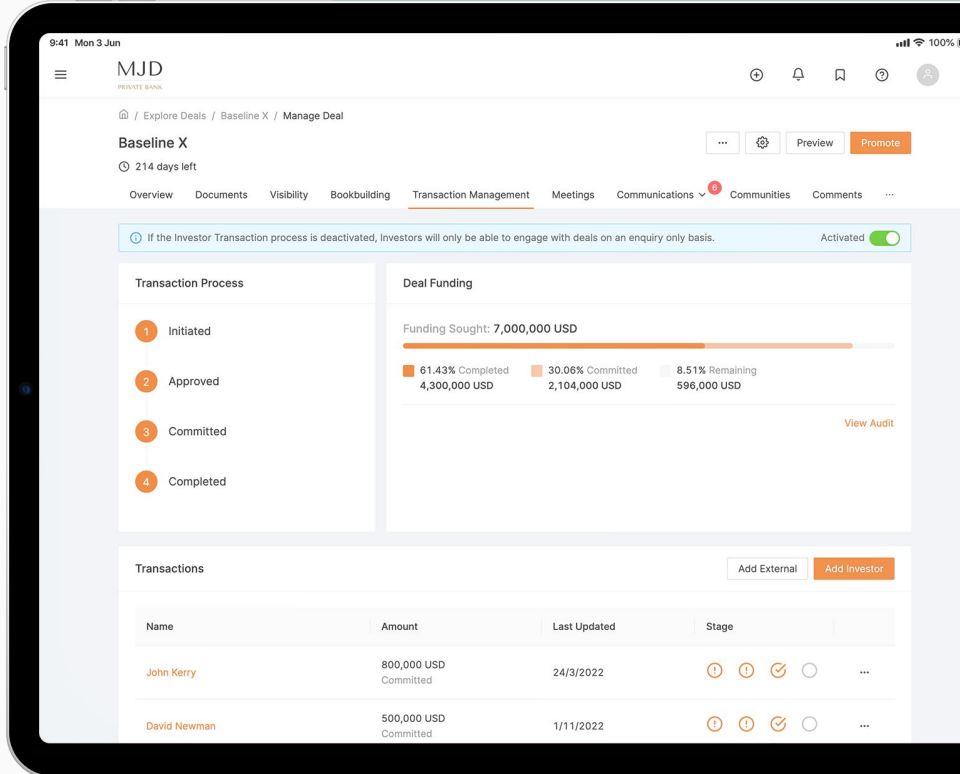 9:41 Mon 3 Jun
100%
MJD
PRIVATE BANK
/ Explore Deals / Baseline X / Manage Deal
Baseline X
... Preview Promote
214 days left
Overview Documents Visibility Bookbuilding Transaction Management Meetings Communications 6 Communities Comments ...
If the Investor Transaction process is deactivated, Investors will only be able to engage with deals on an enquiry only basis. Activated
Transaction Process
1 Initiated
2 Approved
3 Committed
4 Completed
Deal Funding
Funding Sought: 7,000,000 USD
61.43% Completed 30.06% Committed 8.51% Remaining
4,300,000 USD 2,104,000 USD 596,000 USD
View Audit
Transactions Add External Add Investor
Name Amount Last Updated Stage
John Kerry 800,000 USD 24/3/2022 ...
Committed
David Newman 500,000 USD 1/11/2022 ...
Committed